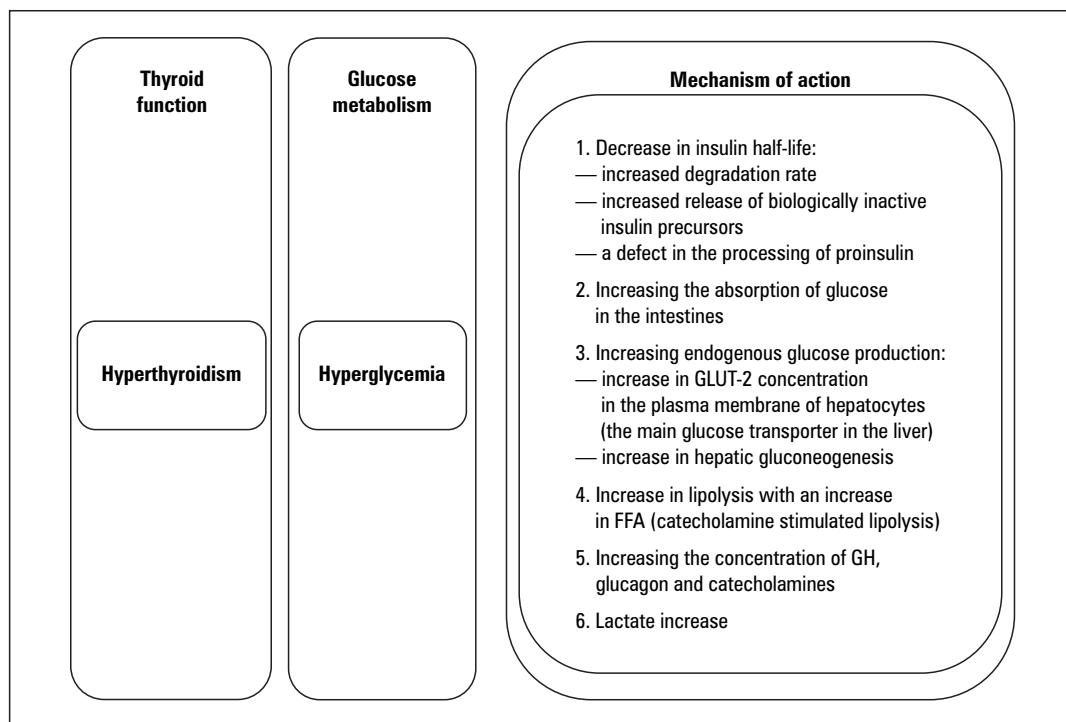 Thyroid
function
Glucose
metabolism
Mechanism of action
Hyperthyroidism
Hyperglycemia
1. Decrease in insulin half-life:
— increased degradation rate
— increased release of biologically inactive
insulin precursors
— a defect in the processing of proinsulin
2. Increasing the absorption of glucose
in the intestines
3. Increasing endogenous glucose production:
— increase in GLUT-2 concentration
in the plasma membrane of hepatocytes
(the main glucose transporter in the liver)
— increase in hepatic gluconeogenesis
4. Increase in lipolysis with an increase
in FFA (catecholamine stimulated lipolysis)
5. Increasing the concentration of GH,
glucagon and catecholamines
6. Lactate increase